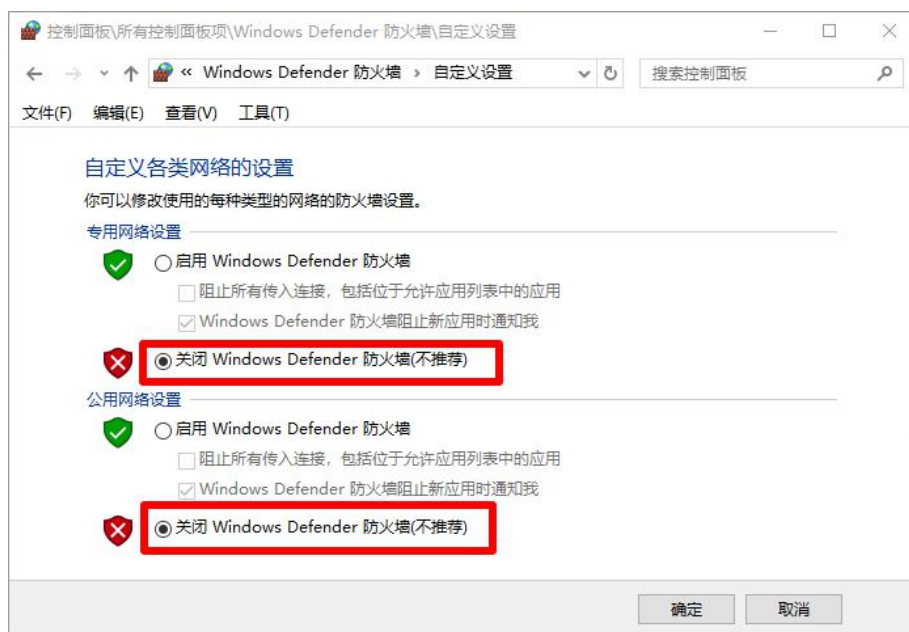 控制面板\所有控制面板项\Windows Defender 防火墙\自定义设置
« Windows Defender 防火墙 › 自定义设置
搜索控制面板
文件(F) 编辑(E) 查看(V) 工具(T)
自定义各类网络的设置
你可以修改使用的每种类型的网络的防火墙设置。
专用网络设置
启用 Windows Defender 防火墙
阻止所有传入连接，包括位于允许应用列表中的应用
Windows Defender 防火墙阻止新应用时通知我
关闭 Windows Defender 防火墙(不推荐)
公用网络设置
启用 Windows Defender 防火墙
阻止所有传入连接，包括位于允许应用列表中的应用
Windows Defender 防火墙阻止新应用时通知我
关闭 Windows Defender 防火墙(不推荐)
确定 取消